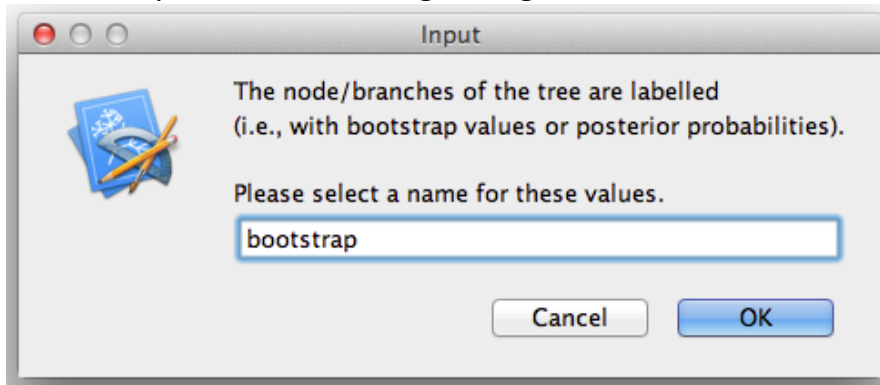 Input
The node/branches of the tree are labelled
(i.e., with bootstrap values or posterior probabilities).
Please select a name for these values.
bootstrap
Cancel
OK